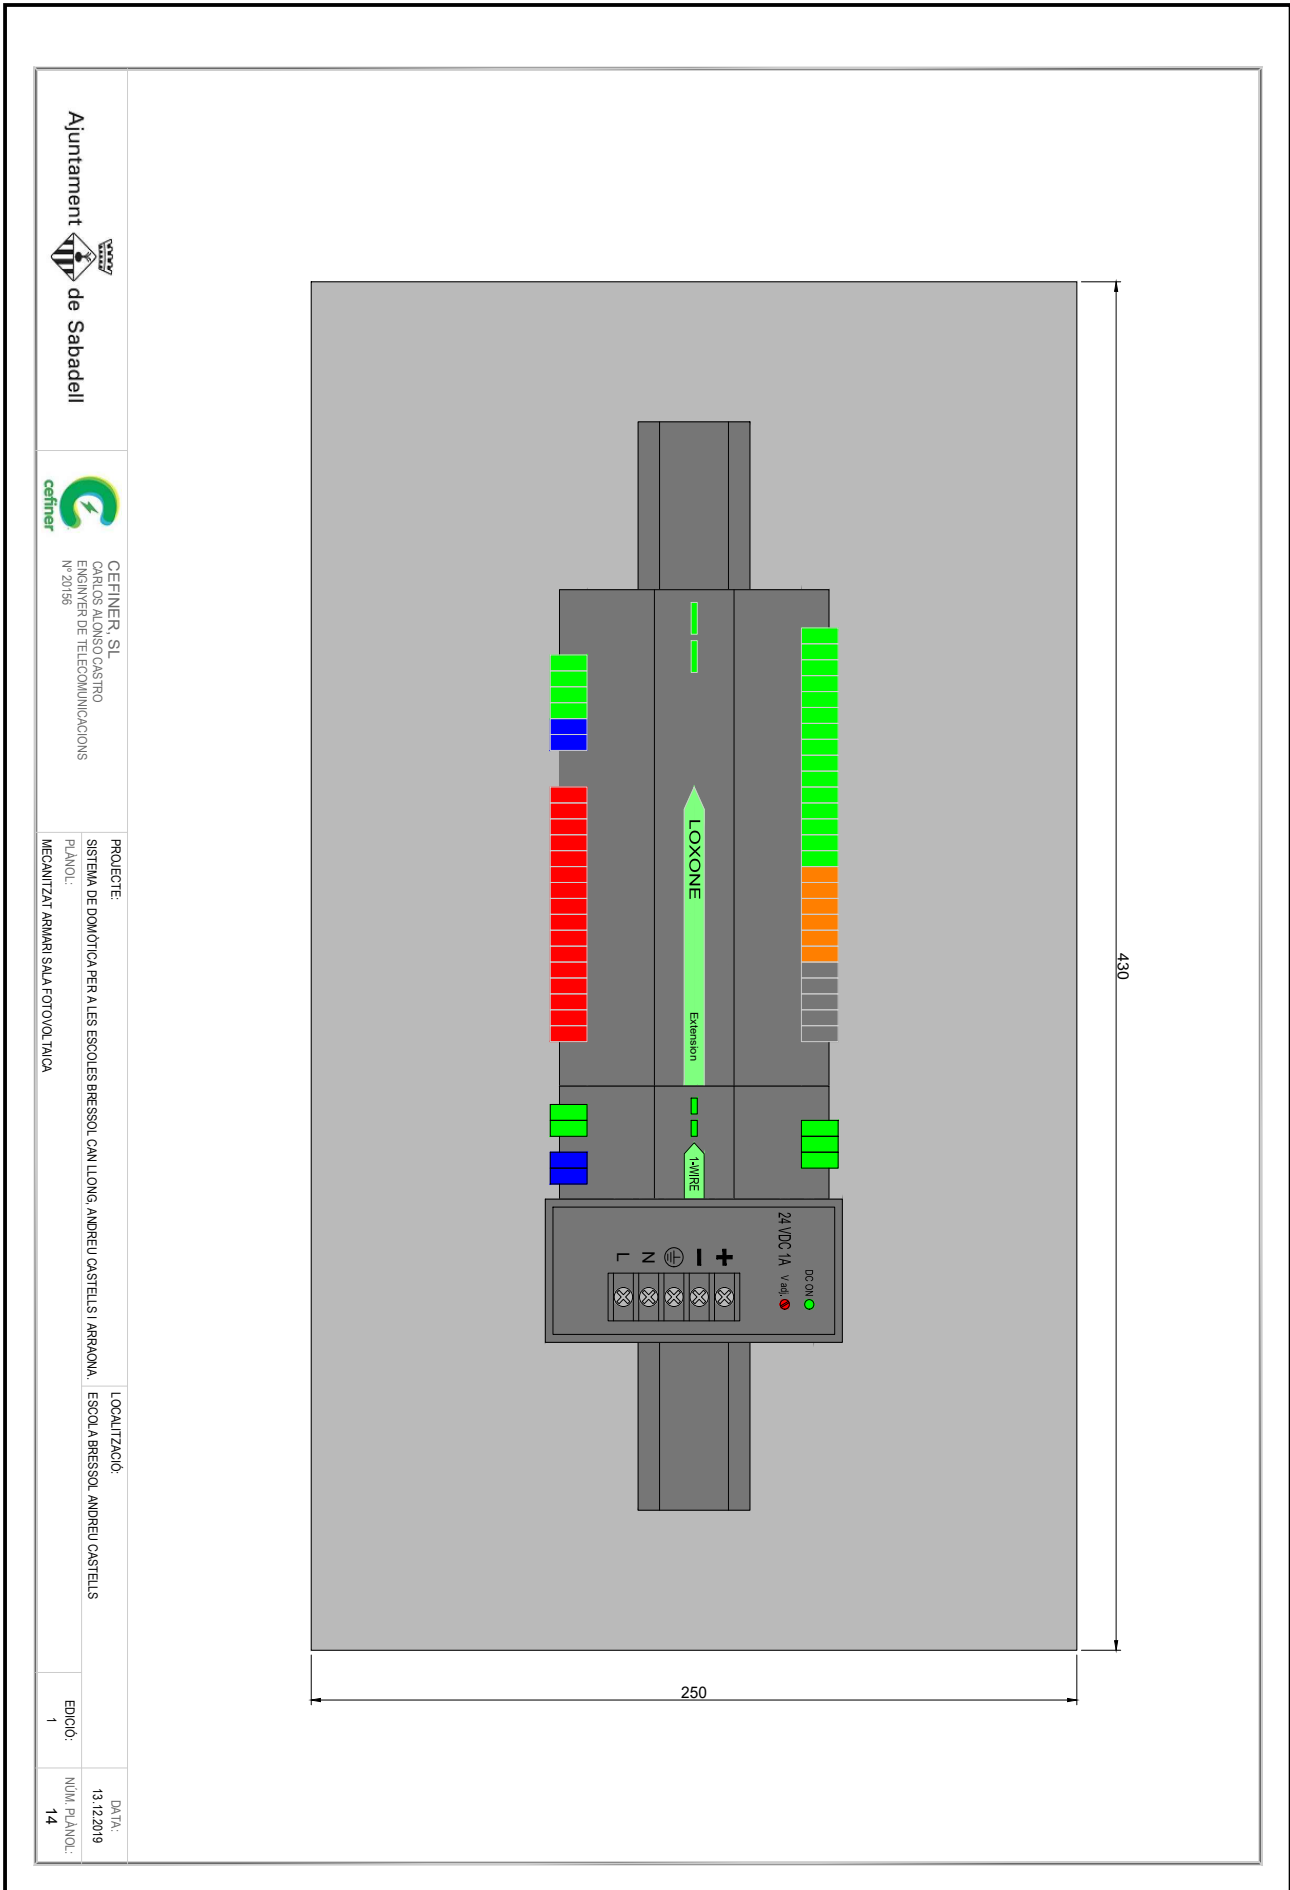 430
250
LOXONE
Extension
1-WIRE
24 VDC 1A
DC ON
V adj.
+
−
N
L
Ajuntament de Sabadell
cefiner
CEFINER, SL
CARLOS ALONSO CASTRO
ENGINYER DE TELECOMUNICACIONS
Nº 20156
PROJECTE:
SISTEMA DE DOMÒTICA PER A LES ESCOLES BRESSOL CAN LLONG, ANDREU CASTELLS I ARRAONA.
PLÀNOL:
MECANITZAT ARMARI SALA FOTOVOLTAICA
LOCALITZACIÓ:
ESCOLA BRESSOL ANDREU CASTELLS
EDICIÓ:
1
DATA:
13.12.2019
NÚM. PLÀNOL:
14